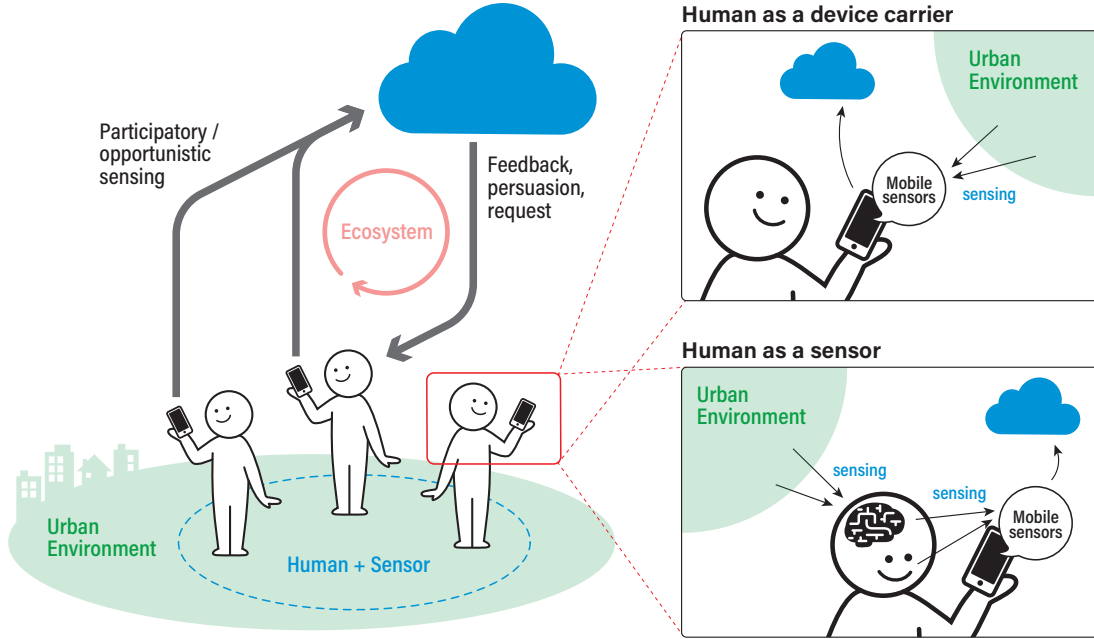 Participatory /
opportunistic
sensing
Feedback,
persuasion,
request
Ecosystem
Urban
Environment
Human + Sensor
Human as a device carrier
Urban
Environment
Mobile
sensors
sensing
Human as a sensor
Urban
Environment
sensing
sensing
Mobile
sensors